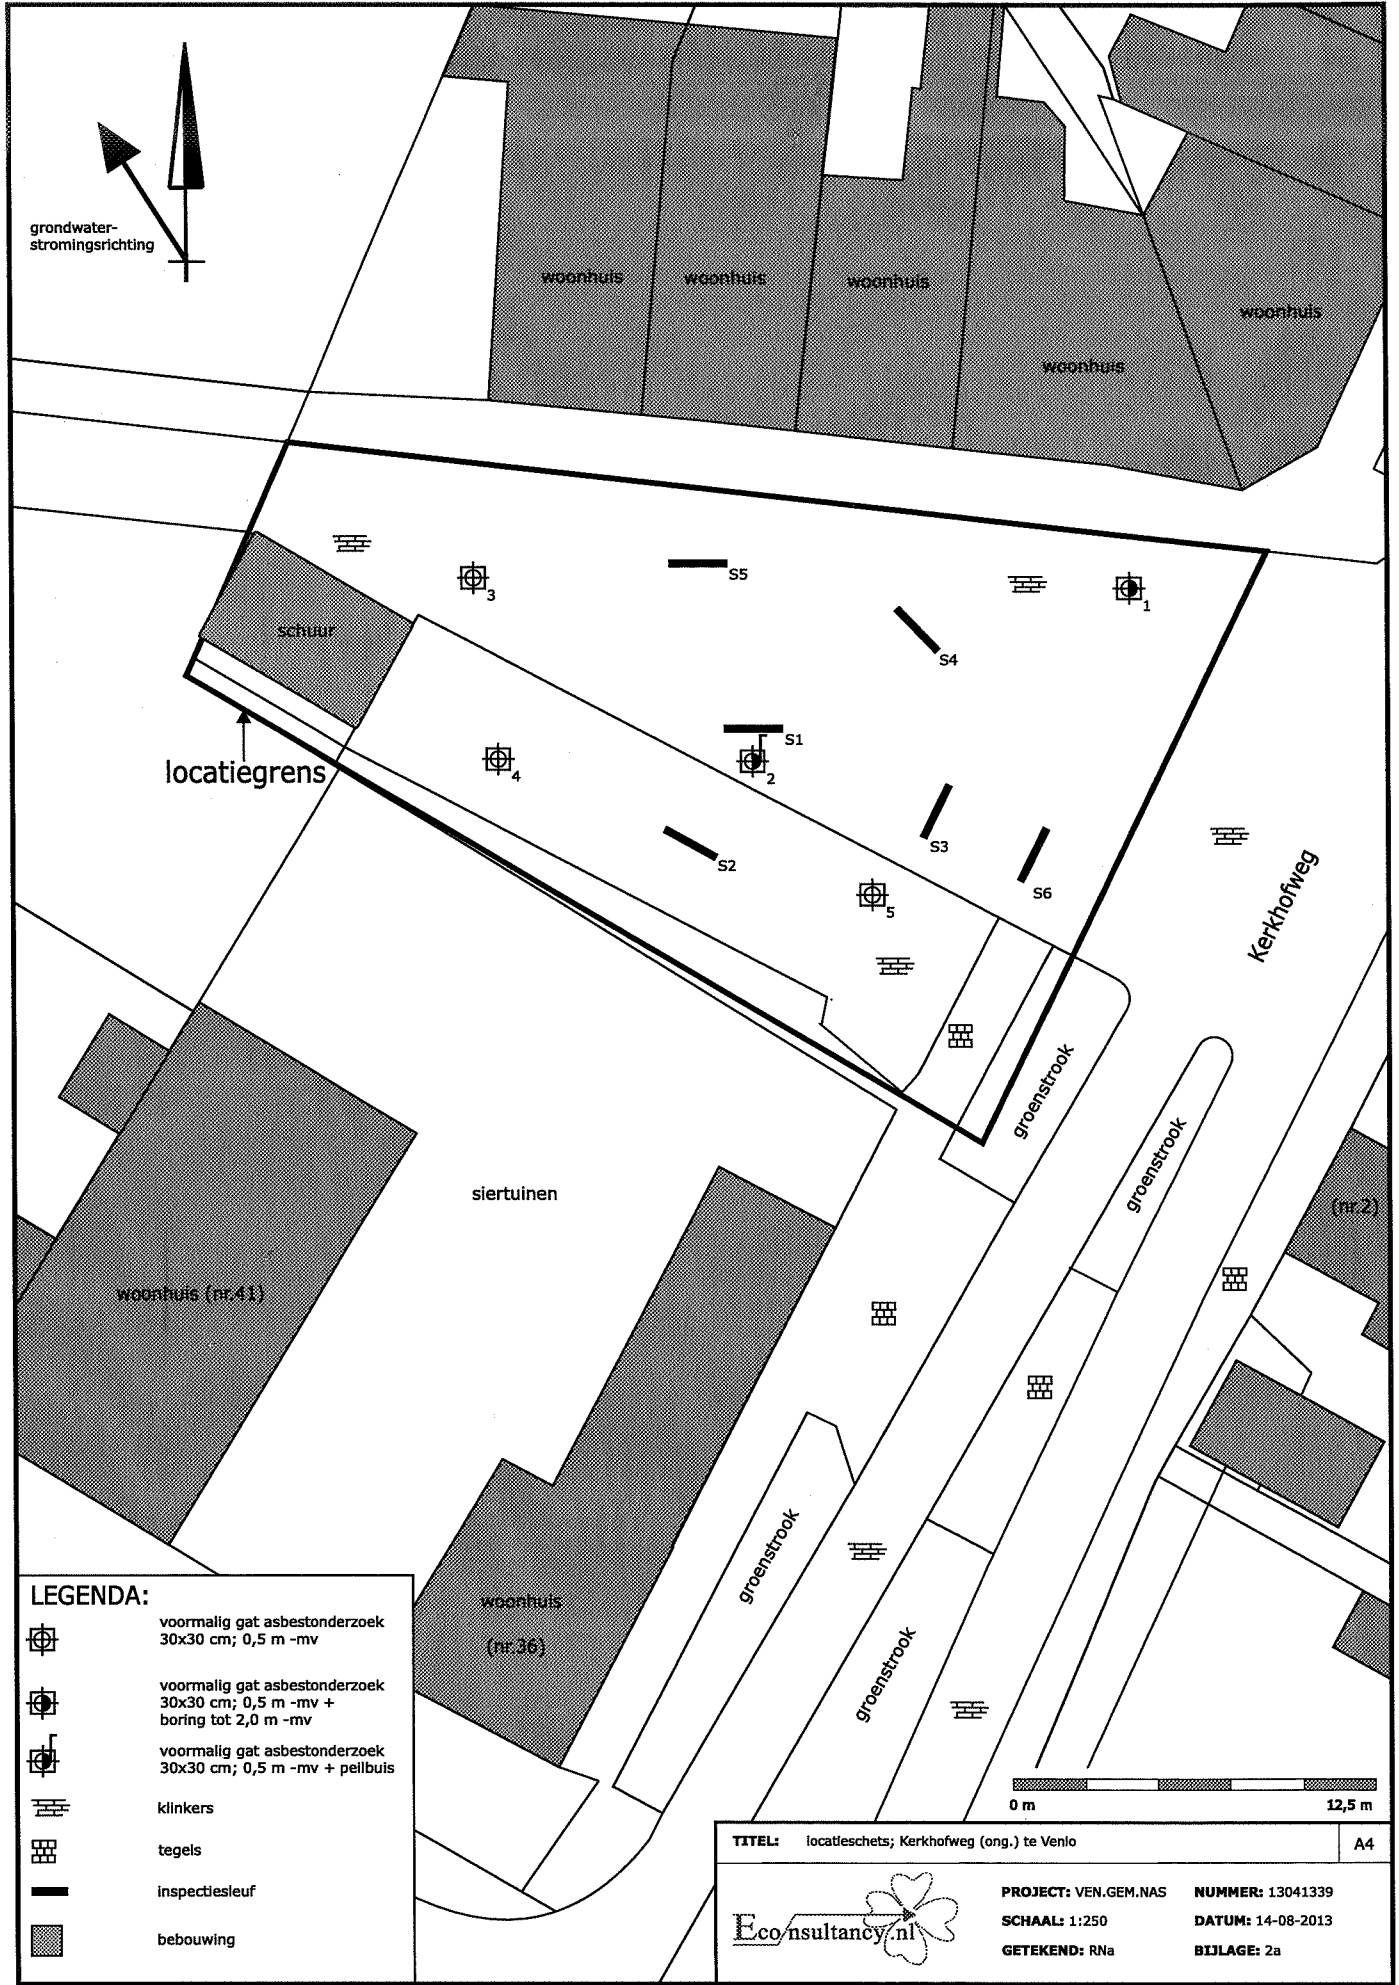 grondwater-
stromingsrichting
woonhuis
woonhuis
woonhuis
woonhuis
woonhuis
schuur
3
S5
1
S4
S1
2
4
locatiegrens
S2
S3
S6
5
Kerkhofweg
groenstrook
groenstrook
siertuinen
(nr.2)
woonhuis (nr.41)
groenstrook
woonhuis
(nr.36)
groenstrook
LEGENDA:
voormalig gat asbestonderzoek
30x30 cm; 0,5 m -mv
voormalig gat asbestonderzoek
30x30 cm; 0,5 m -mv +
boring tot 2,0 m -mv
voormalig gat asbestonderzoek
30x30 cm; 0,5 m -mv + peilbuis
klinkers
tegels
inspectiesleuf
bebouwing
0 m 12,5 m
TITEL: locatieschets; Kerkhofweg (ong.) te Venlo A4
Econsultancy.nl
PROJECT: VEN.GEM.NAS NUMMER: 13041339
SCHAAL: 1:250 DATUM: 14-08-2013
GETEKEND: RNa BIJLAGE: 2a